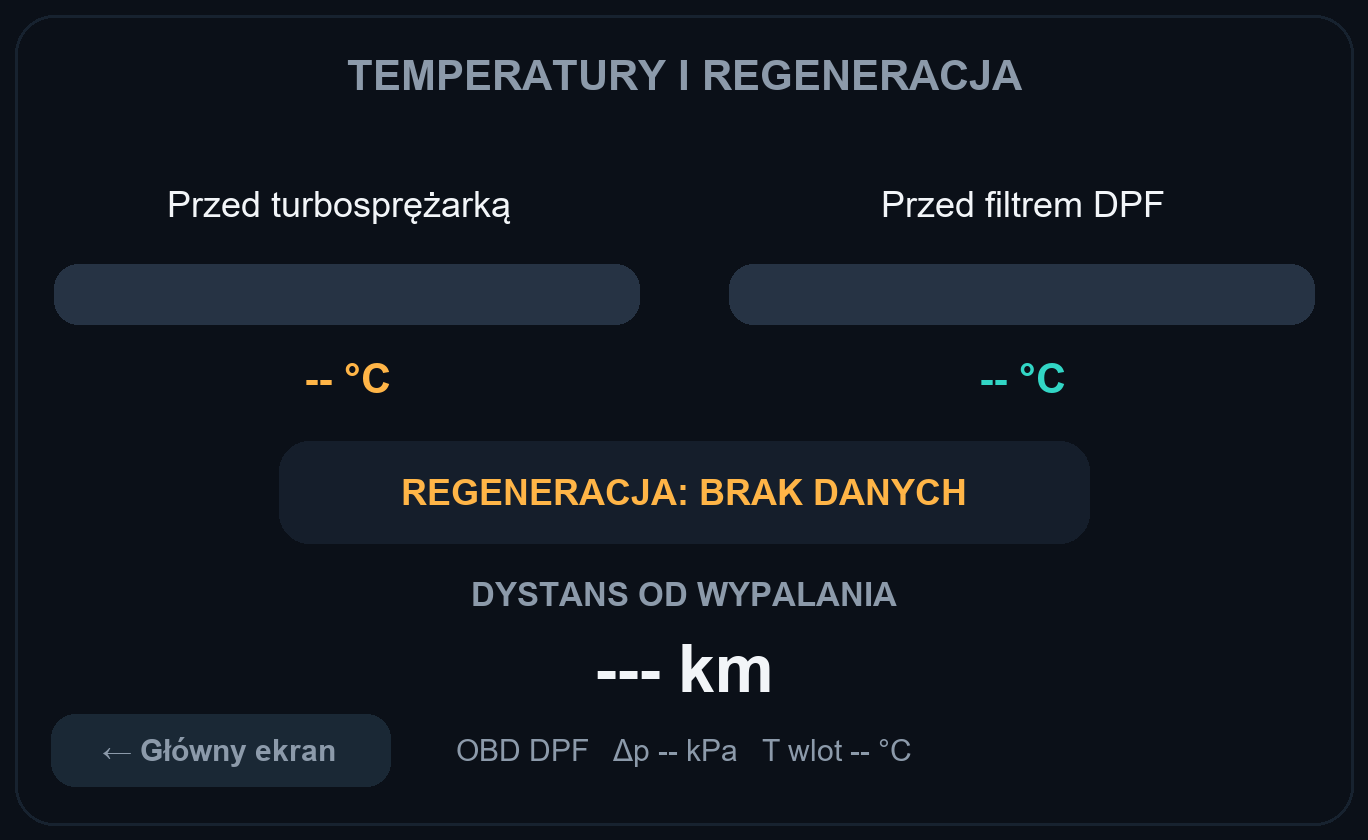 TEMPERATURY I REGENERACJA
Przed turbosprężarką
Przed filtrem DPF
-- °C
-- °C
REGENERACJA: BRAK DANYCH
DYSTANS OD WYPALANIA
--- km
← Główny ekran
OBD DPF Δp -- kPa T wlot -- °C